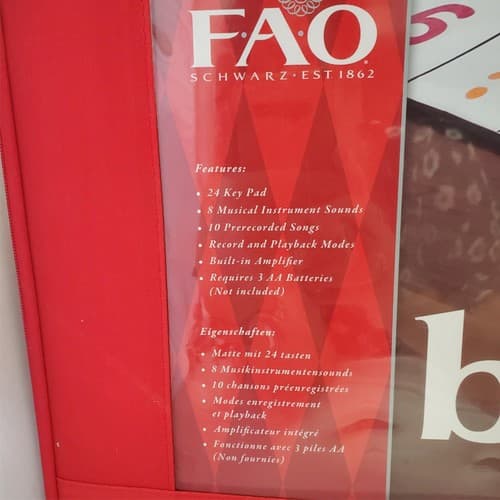 F·A·O.
SCHWARZ · EST. 1862
Features:
• 24 Key Pad
• 8 Musical Instrument Sounds
• 10 Prerecorded Songs
• Record and Playback Modes
• Built-in Amplifier
• Requires 3 AA Batteries
(Not included)
Eigenschaften:
• Matte mit 24 tasten
• 8 Musikinstrumentensounds
• 10 chansons préenregistrées
• Modes enregistrement
et playback
• Amplificateur intégré
• Fonctionne avec 3 piles AA
(Non fournies)
b